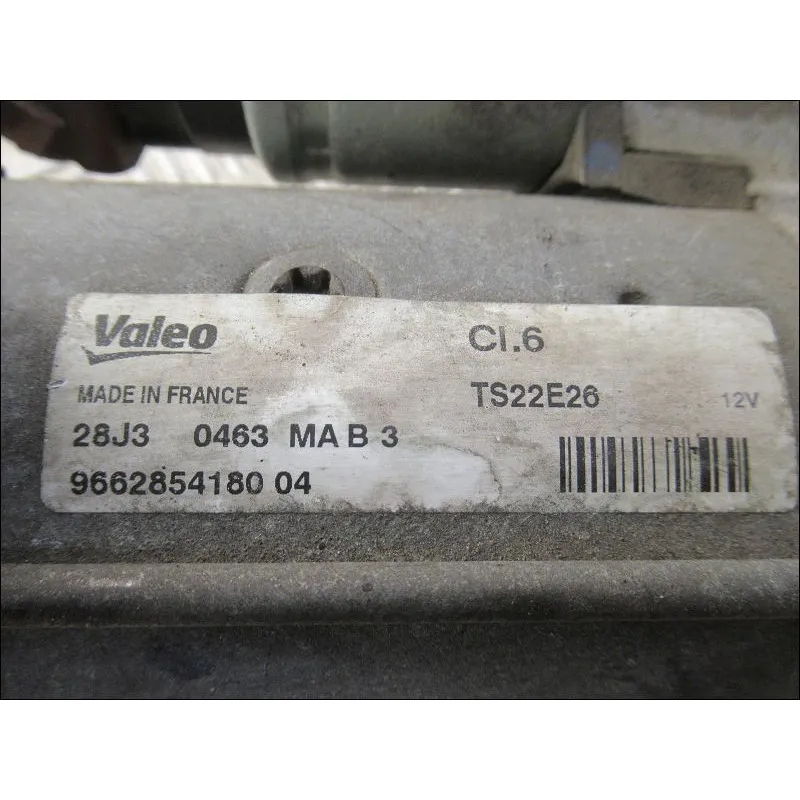 Valeo Cl.6
MADE IN FRANCE TS22E26 12V
28J3 0463 MA B 3
9662854180 04